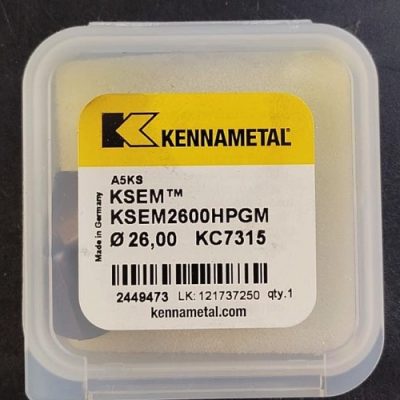 KENNAMETAL®
A5KS
KSEM™
KSEM2600HPGM
Ø 26,00 KC7315
Made in Germany
2449473 LK: 121737250 qty.1
kennametal.com